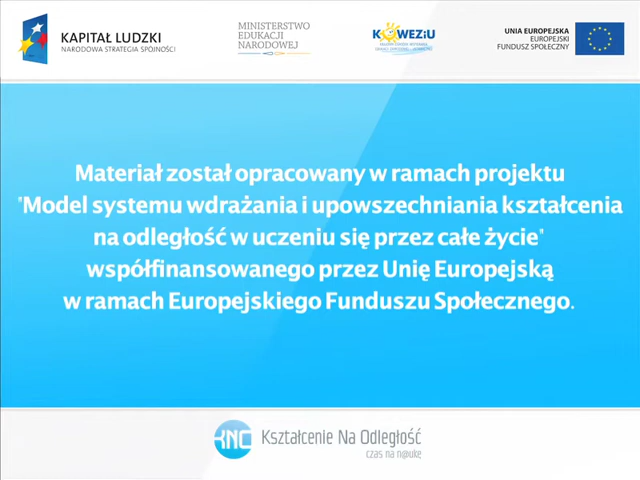 KAPITAŁ LUDZKI
NARODOWA STRATEGIA SPÓJNOŚCI
MINISTERSTWO
EDUKACJI
NARODOWEJ
KOWEZiU
UNIA EUROPEJSKA
EUROPEJSKI
FUNDUSZ SPOŁECZNY
Materiał został opracowany w ramach projektu
"Model systemu wdrażania i upowszechniania kształcenia
na odległość w uczeniu się przez całe życie"
współfinansowanego przez Unię Europejską
w ramach Europejskiego Funduszu Społecznego.
KNO Kształcenie Na Odległość
czas na n@ukę